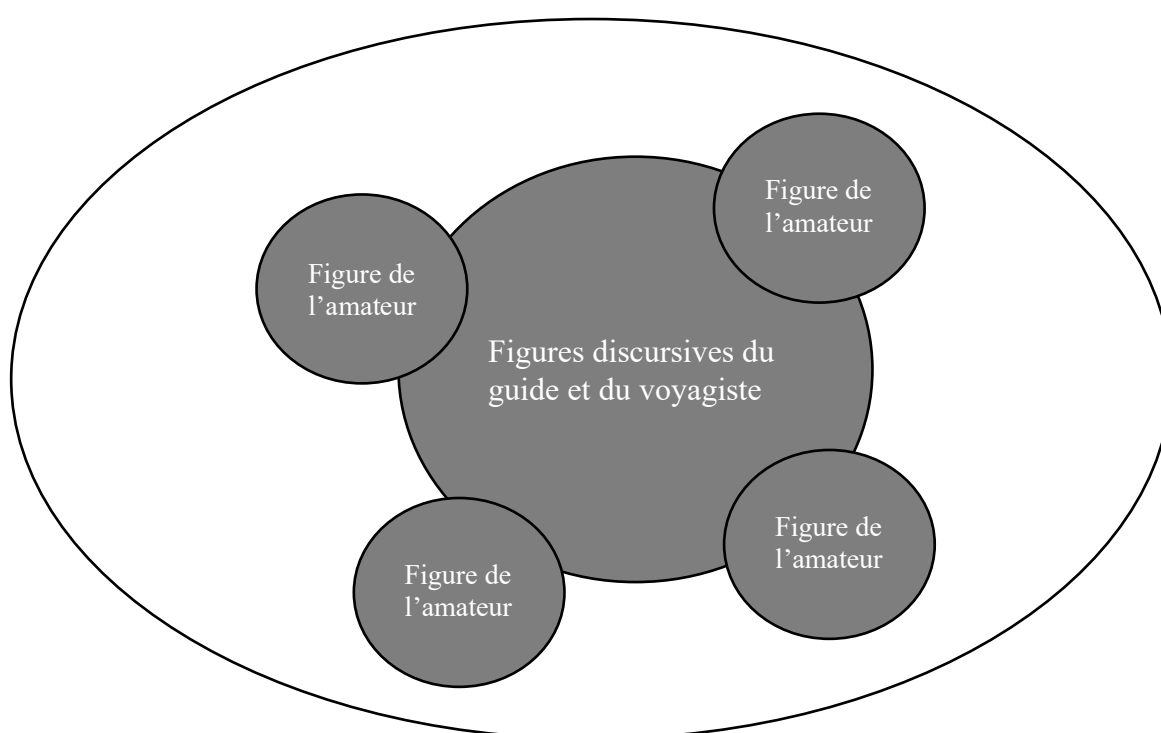 Figure de
l’amateur
Figure de
l’amateur
Figures discursives du
guide et du voyagiste
Figure de
l’amateur
Figure de
l’amateur